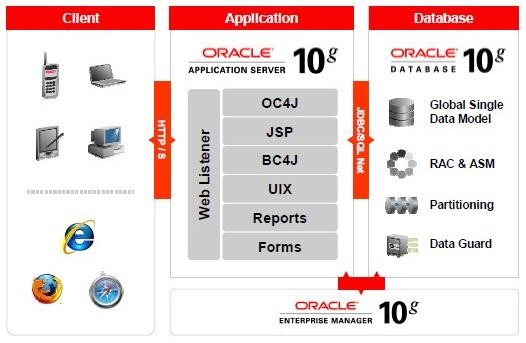 Client
Application
Database
ORACLE
APPLICATION SERVER
10g
ORACLE
DATABASE
10g
HTTP / S
Web Listener
OC4J
JSP
BC4J
UIX
Reports
Forms
JDBC/SQL Net
Global Single
Data Model
RAC & ASM
Partitioning
Data Guard
ORACLE
ENTERPRISE MANAGER
10g